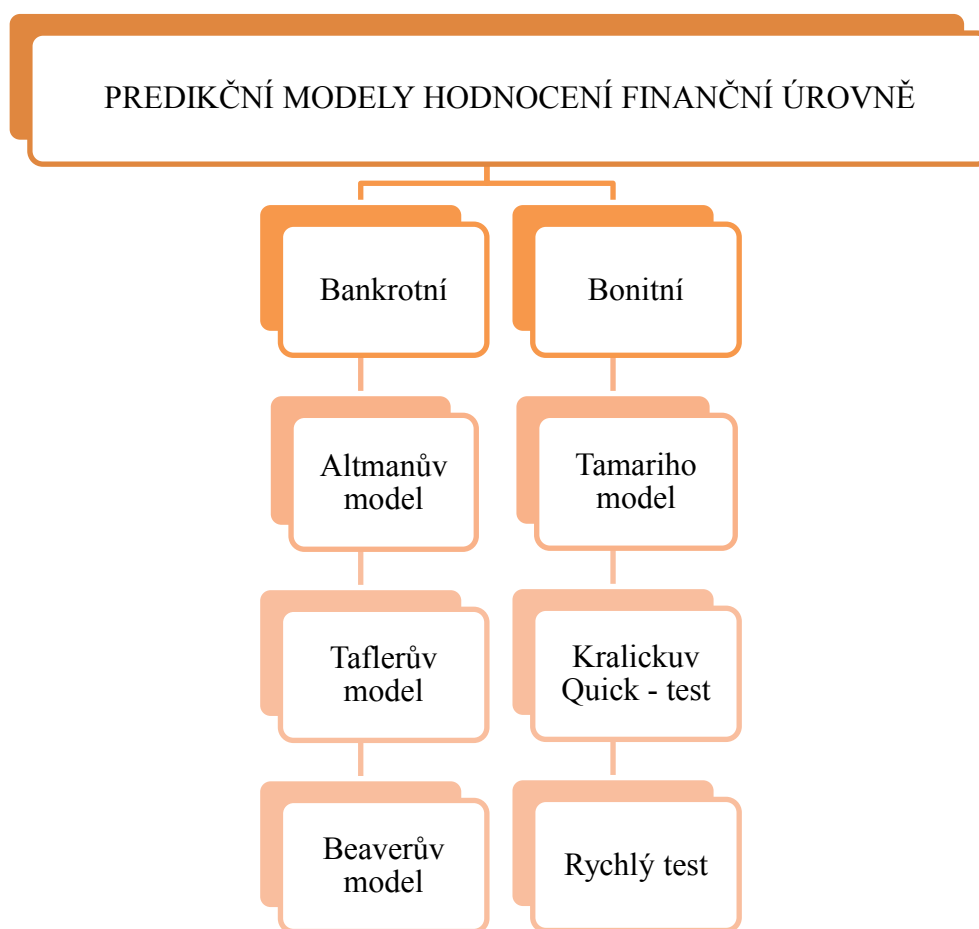 PREDIKČNÍ MODELY HODNOCENÍ FINANČNÍ ÚROVNĚ
Bankrotní
Bonitní
Altmanův
model
Tamariho
model
Taflerův
model
Kralickuv
Quick - test
Beaverův
model
Rychlý test